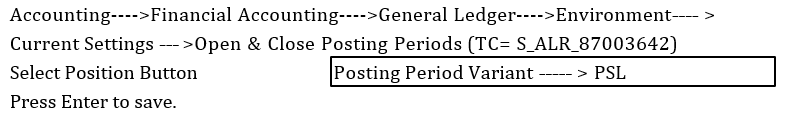 Accounting---->Financial Accounting---->General Ledger---->Environment---- >
Current Settings --- >Open & Close Posting Periods (TC= S_ALR_87003642)
Select Position Button Posting Period Variant ----- > PSL
Press Enter to save.